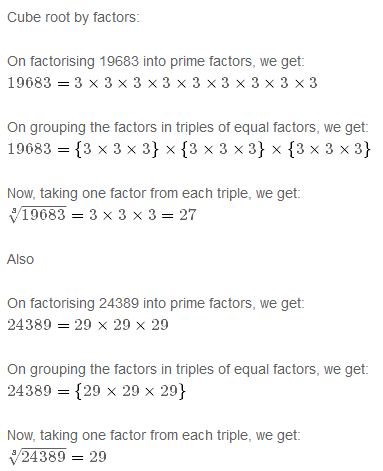 Cube root by factors:
On factorising 19683 into prime factors, we get:
19683 = 3 × 3 × 3 × 3 × 3 × 3 × 3 × 3 × 3
On grouping the factors in triples of equal factors, we get:
19683 = {3 × 3 × 3} × {3 × 3 × 3} × {3 × 3 × 3}
Now, taking one factor from each triple, we get:
∛19683 = 3 × 3 × 3 = 27
Also
On factorising 24389 into prime factors, we get:
24389 = 29 × 29 × 29
On grouping the factors in triples of equal factors, we get:
24389 = {29 × 29 × 29}
Now, taking one factor from each triple, we get:
∛24389 = 29